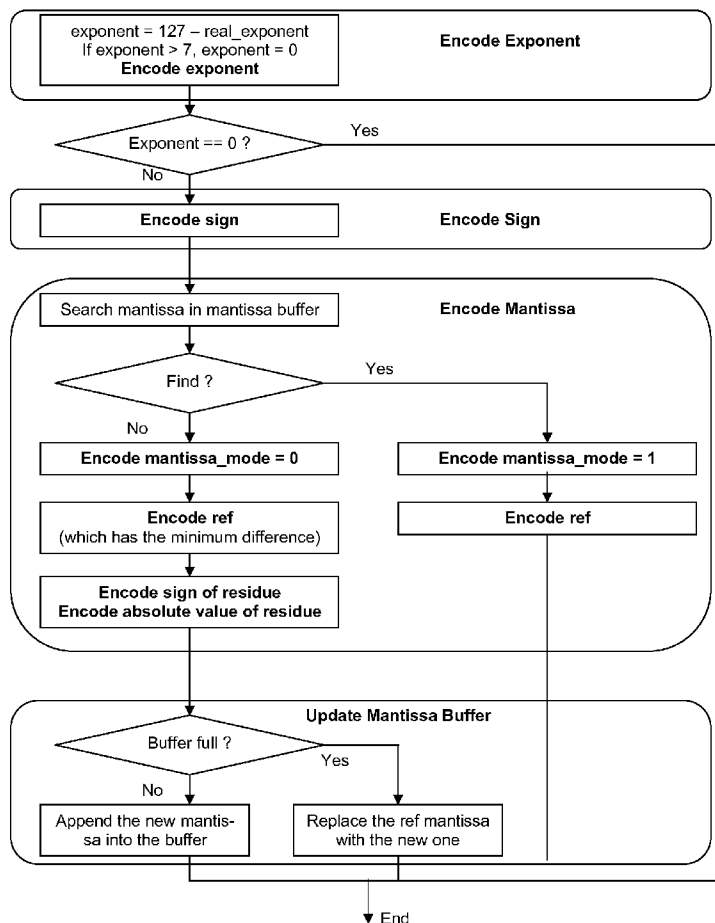 exponent = 127 – real_exponent
If exponent > 7, exponent = 0
Encode exponent
Encode Exponent
Exponent == 0 ?
Yes
No
Encode sign
Encode Sign
Search mantissa in mantissa buffer
Encode Mantissa
Find ?
Yes
No
Encode mantissa_mode = 0
Encode mantissa_mode = 1
Encode ref
(which has the minimum difference)
Encode ref
Encode sign of residue
Encode absolute value of residue
Update Mantissa Buffer
Buffer full ?
Yes
No
Append the new mantis-
sa into the buffer
Replace the ref mantissa
with the new one
End